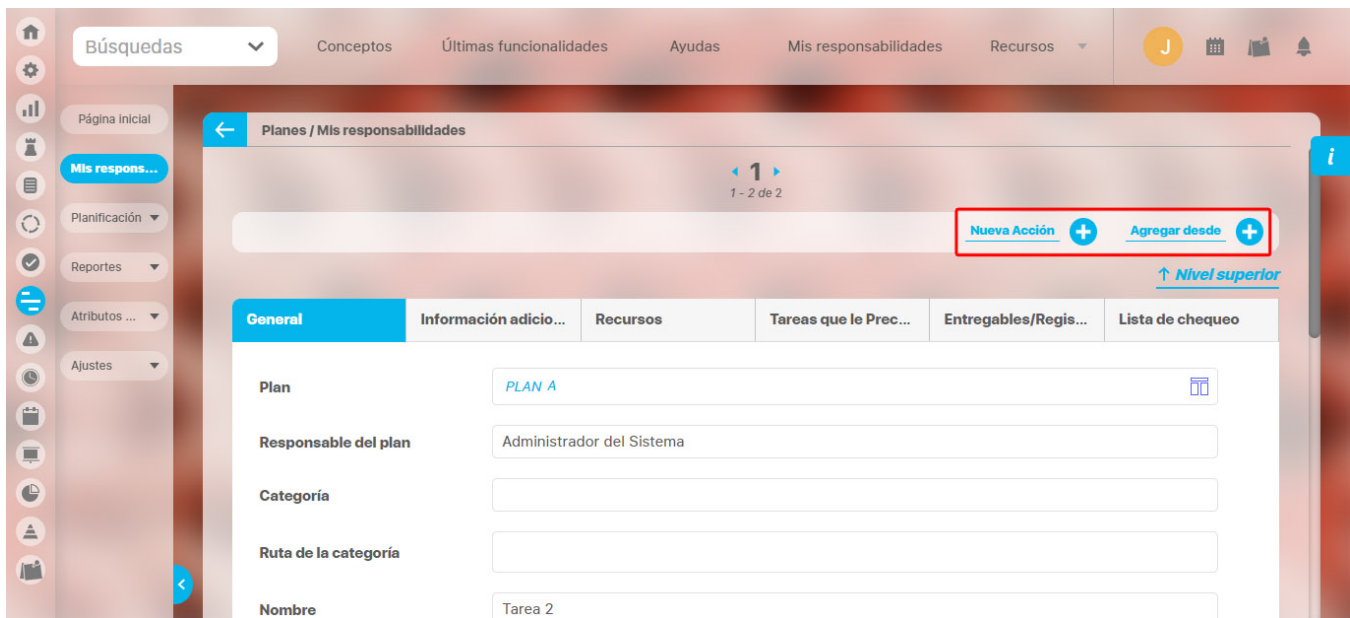 Búsquedas
Conceptos
Últimas funcionalidades
Ayudas
Mis responsabilidades
Recursos
J
Página inicial
Mis respons...
Planificación
Reportes
Atributos ...
Ajustes
Planes / Mis responsabilidades
i
1
1 - 2 de 2
Nueva Acción
Agregar desde
↑ Nivel superior
General
Información adicio...
Recursos
Tareas que le Prec...
Entregables/Regis...
Lista de chequeo
Plan
PLAN A
Responsable del plan
Administrador del Sistema
Categoría
Ruta de la categoría
Nombre
Tarea 2